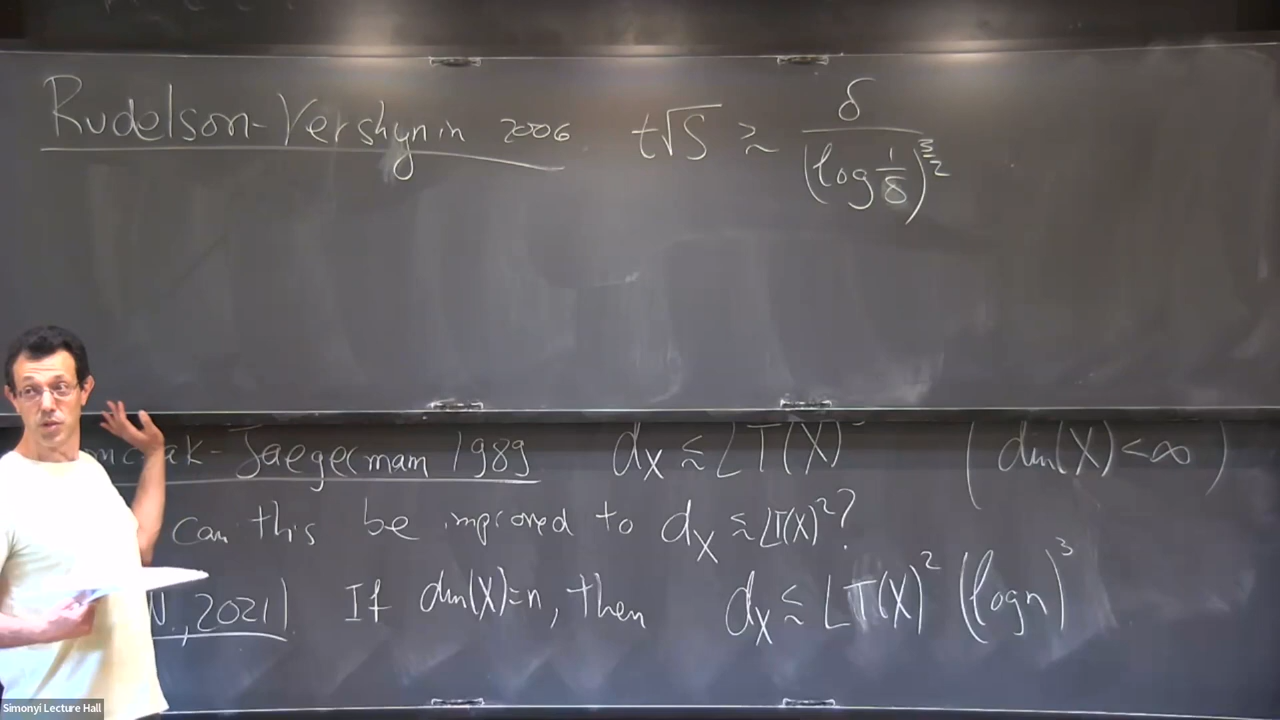 Rudelson-Vershynin 2006 t√S ≳ δ/(log 1/δ)^{3/2}
Jaegermam 1989 d_X ≲ LT(X) (dim(X)<∞)
can this be improved to d_X ≲ LT(X)^2?
N., 2021) If dim(X)=n, then d_X ≲ LT(X)^2 (log n)^3
Simonyi Lecture Hall